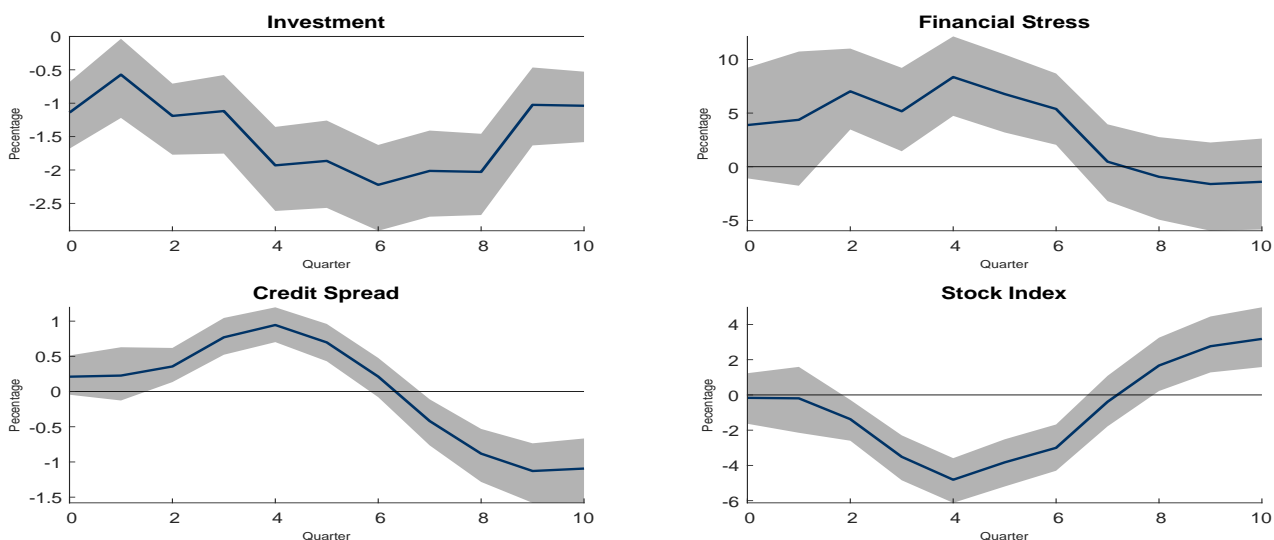 Investment
0
-0.5
-1
-1.5
-2
-2.5
Pecentage
0 2 4 6 8 10
Quarter
Financial Stress
10
5
0
-5
Pecentage
0 2 4 6 8 10
Quarter
Credit Spread
1
0.5
0
-0.5
-1
-1.5
Pecentage
0 2 4 6 8 10
Quarter
Stock Index
4
2
0
-2
-4
-6
Pecentage
0 2 4 6 8 10
Quarter